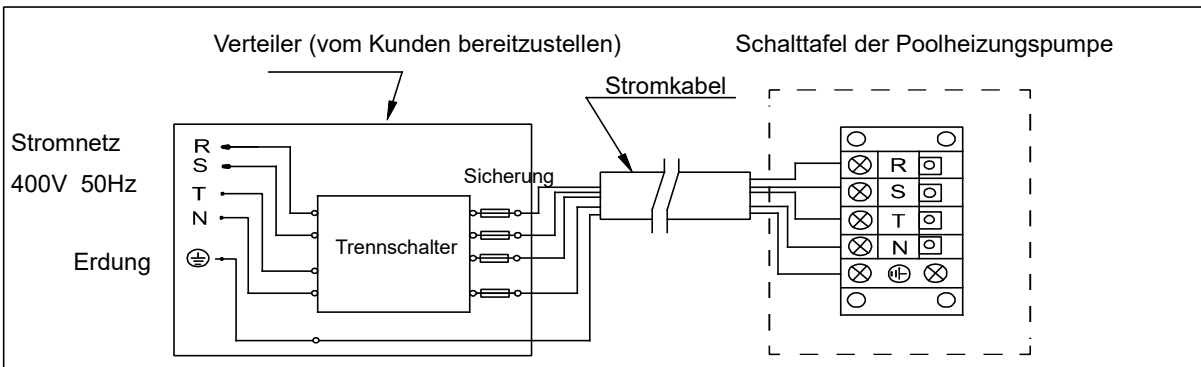 Verteiler (vom Kunden bereitzustellen)
Schalttafel der Poolheizungspumpe
Stromkabel
Stromnetz
400V 50Hz
Erdung
R
S
T
N
Sicherung
Trennschalter
R
S
T
N